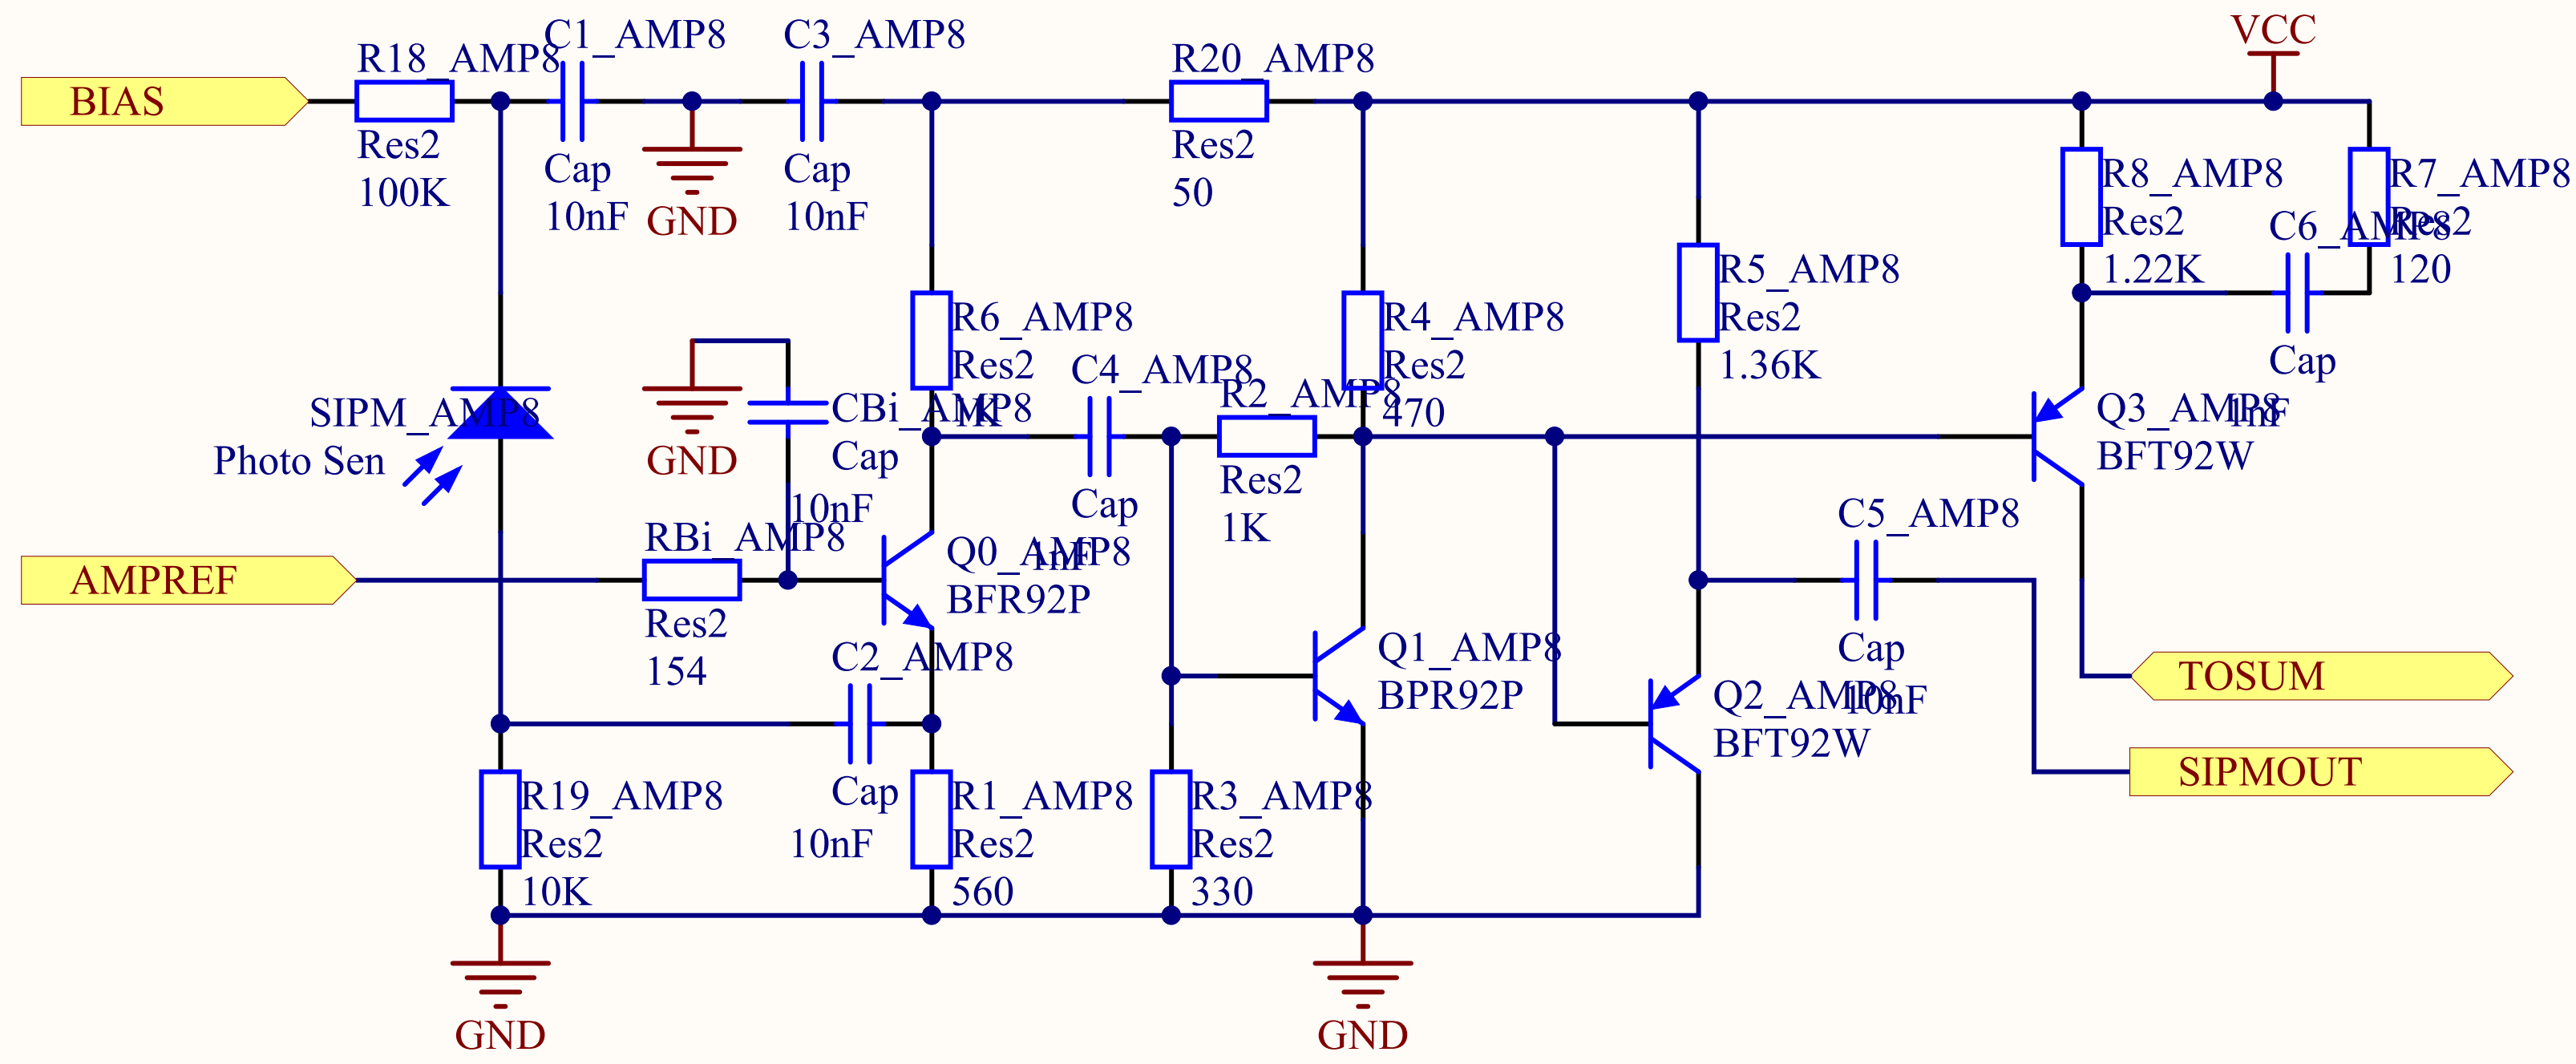 VCC
C1_AMP8
C3_AMP8
R18_AMP8
R20_AMP8
BIAS
Res2
100K
Cap
10nF
GND
Cap
10nF
Res2
50
R8_AMP8
Res2
1.22K
R7_AMP8
Res2
120
C6_AMP8
Cap
1nF
R5_AMP8
Res2
1.36K
R6_AMP8
Res2
1K
R4_AMP8
Res2
470
C4_AMP8
Cap
1nF
R2_AMP8
Res2
1K
SIPM_AMP8
Photo Sen
GND
CBi_AMP8
Cap
10nF
Q3_AMP8
BFT92W
AMPREF
RBi_AMP8
Res2
154
Q0_AMP8
BFR92P
C5_AMP8
Cap
10nF
C2_AMP8
Cap
10nF
Q1_AMP8
BPR92P
Q2_AMP8
BFT92W
TOSUM
SIPMOUT
R19_AMP8
Res2
10K
R1_AMP8
Res2
560
R3_AMP8
Res2
330
GND
GND